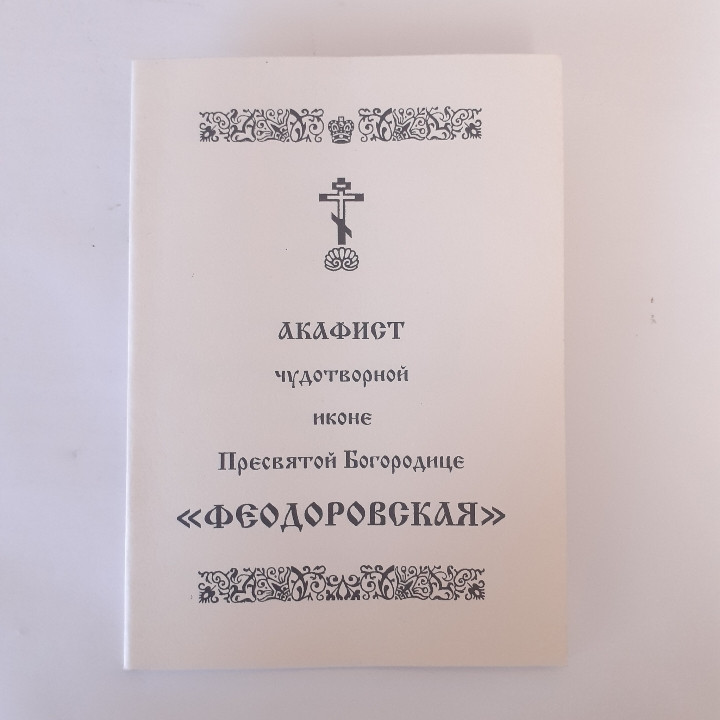 АКАФИСТ
чудотворной
иконе
Пресвятой Богородице
«ФЕОДОРОВСКАЯ»